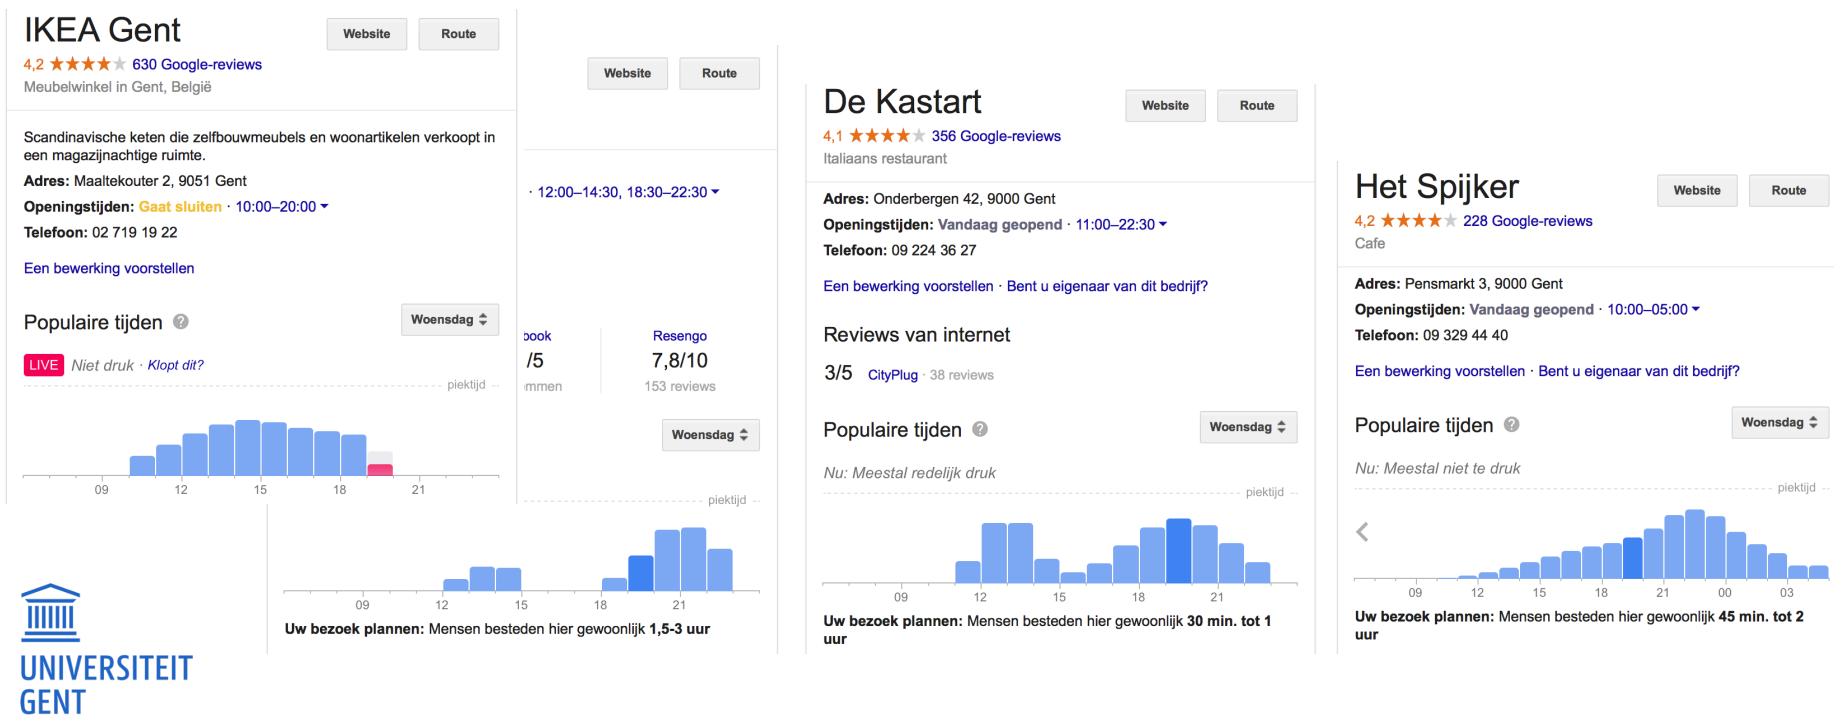 IKEA Gent
Website
Route
4,2 ★★★★★ 630 Google-reviews
Meubelwinkel in Gent, België
Scandinavische keten die zelfbouwmeubels en woonartikelen verkoopt in
een magazijnachtige ruimte.
Adres: Maaltekouter 2, 9051 Gent
Openingstijden: Gaat sluiten · 10:00–20:00
Telefoon: 02 719 19 22
Een bewerking voorstellen
Populaire tijden ?
Woensdag
LIVE Niet druk · Klopt dit?
piektijd
09 12 15 18 21
Website
Route
· 12:00–14:30, 18:30–22:30
book
/5
mmen
Resengo
7,8/10
153 reviews
Woensdag
piektijd
09 12 15 18 21
Uw bezoek plannen: Mensen besteden hier gewoonlijk 1,5-3 uur
De Kastart
Website
Route
4,1 ★★★★★ 356 Google-reviews
Italiaans restaurant
Adres: Onderbergen 42, 9000 Gent
Openingstijden: Vandaag geopend · 11:00–22:30
Telefoon: 09 224 36 27
Een bewerking voorstellen · Bent u eigenaar van dit bedrijf?
Reviews van internet
3/5 CityPlug · 38 reviews
Populaire tijden ?
Woensdag
Nu: Meestal redelijk druk
piektijd
09 12 15 18 21
Uw bezoek plannen: Mensen besteden hier gewoonlijk 30 min. tot 1
uur
Het Spijker
Website
Route
4,2 ★★★★★ 228 Google-reviews
Cafe
Adres: Pensmarkt 3, 9000 Gent
Openingstijden: Vandaag geopend · 10:00–05:00
Telefoon: 09 329 44 40
Een bewerking voorstellen · Bent u eigenaar van dit bedrijf?
Populaire tijden ?
Woensdag
Nu: Meestal niet te druk
piektijd
09 12 15 18 21 00 03
Uw bezoek plannen: Mensen besteden hier gewoonlijk 45 min. tot 2
uur
UNIVERSITEIT
GENT